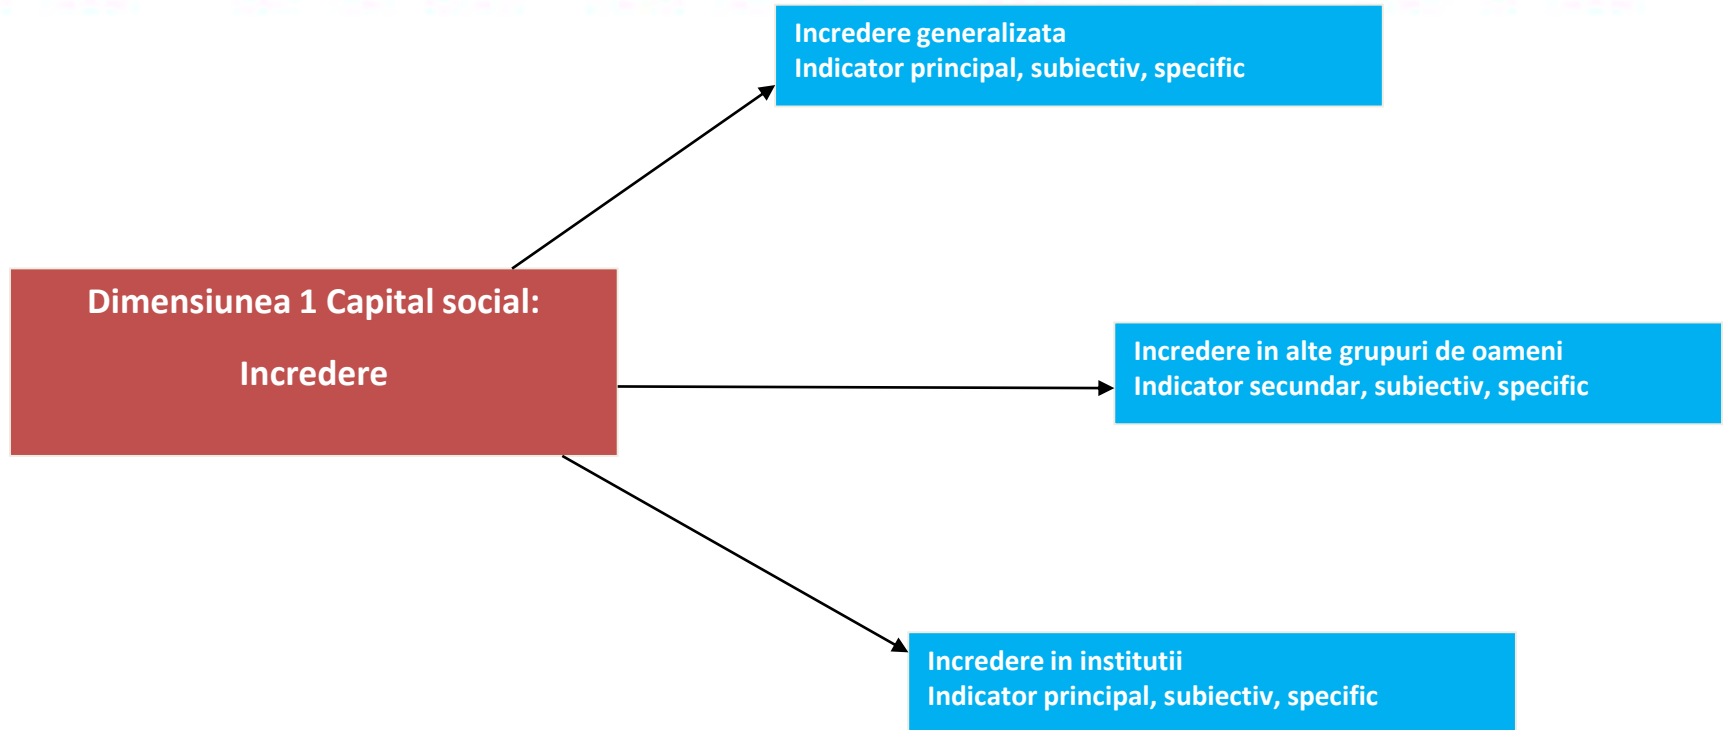 Incredere generalizata
Indicator principal, subiectiv, specific
Dimensiunea 1 Capital social:
Incredere
Incredere in alte grupuri de oameni
Indicator secundar, subiectiv, specific
Incredere in institutii
Indicator principal, subiectiv, specific